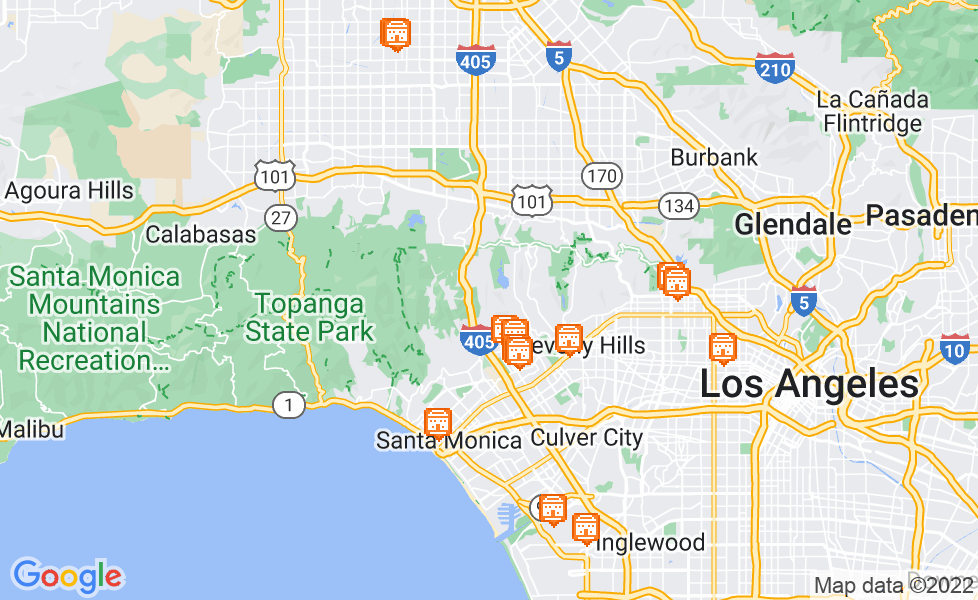 405
5
210
La Cañada
Flintridge
Burbank
170
101
Agoura Hills
101
134
27
Calabasas
Glendale
Pasaden
Santa Monica
Mountains
National
Recreation...
Topanga
State Park
5
405
Hills
10
Los Angeles
1
Malibu
Santa Monica
Culver City
Inglewood
Google
Map data ©2022